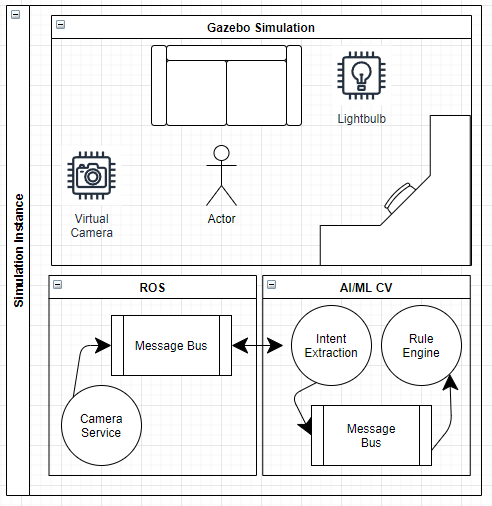 Simulation Instance
Gazebo Simulation
Lightbulb
Virtual
Camera
Actor
ROS
Message Bus
Camera
Service
AI/ML CV
Intent
Extraction
Rule
Engine
Message
Bus